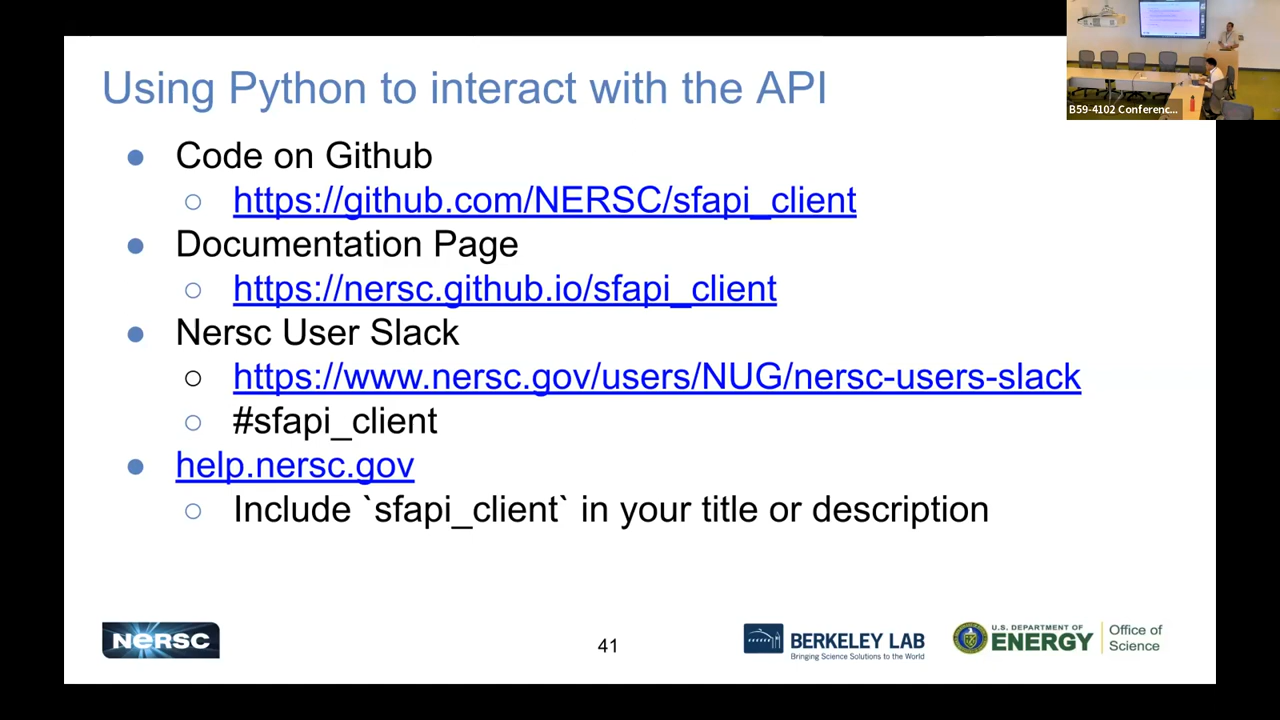 Using Python to interact with the API
B59-4102 Conferenc...
● Code on Github
○ https://github.com/NERSC/sfapi_client
● Documentation Page
○ https://nersc.github.io/sfapi_client
● Nersc User Slack
○ https://www.nersc.gov/users/NUG/nersc-users-slack
○ #sfapi_client
● help.nersc.gov
○ Include `sfapi_client` in your title or description
NERSC
41
BERKELEY LAB
Bringing Science Solutions to the World
U.S. DEPARTMENT OF
ENERGY
Office of
Science